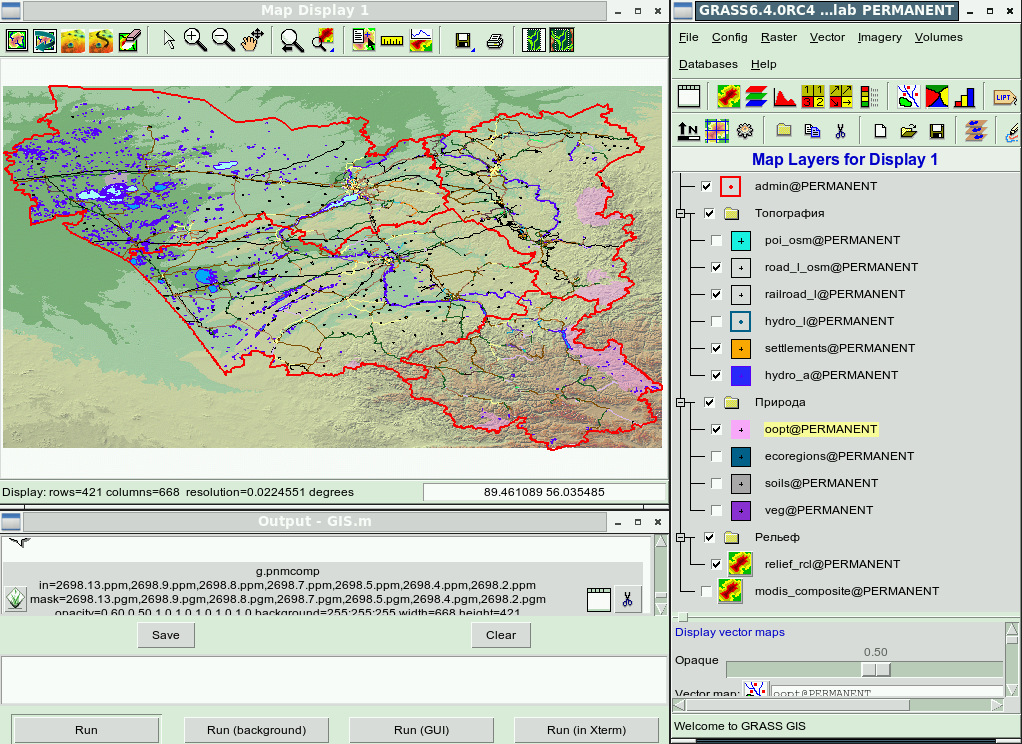 Map Display 1
Display: rows=421 columns=668 resolution=0.0224551 degrees
89.461089 56.035485
Output - GIS.m
g.pnmcomp
in=2698.13.ppm,2698.9.ppm,2698.8.ppm,2698.7.ppm,2698.5.ppm,2698.4.ppm,2698.2.ppm
mask=2698.13.pgm,2698.9.pgm,2698.8.pgm,2698.7.pgm,2698.5.pgm,2698.4.pgm,2698.2.pgm
opacity=0.60,0.50,1.0,1.0,1.0,1.0,1.0 background=255:255:255 width=668 height=421
Save
Clear
Run
Run (background)
Run (GUI)
Run (in Xterm)
GRASS6.4.0RC4 ...lab PERMANENT
File Config Raster Vector Imagery Volumes
Databases Help
LIPT
N
Map Layers for Display 1
admin@PERMANENT
Топография
poi_osm@PERMANENT
road_l_osm@PERMANENT
railroad_l@PERMANENT
hydro_l@PERMANENT
settlements@PERMANENT
hydro_a@PERMANENT
Природа
oopt@PERMANENT
ecoregions@PERMANENT
soils@PERMANENT
veg@PERMANENT
Рельеф
relief_rcl@PERMANENT
modis_composite@PERMANENT
Display vector maps
0.50
Opaque
Vector map:
oopt@PERMANENT
Welcome to GRASS GIS